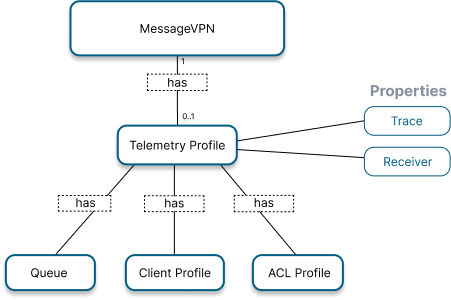 MessageVPN
1
has
Properties
0..1
Trace
Telemetry Profile
Receiver
has
has
has
Queue
Client Profile
ACL Profile